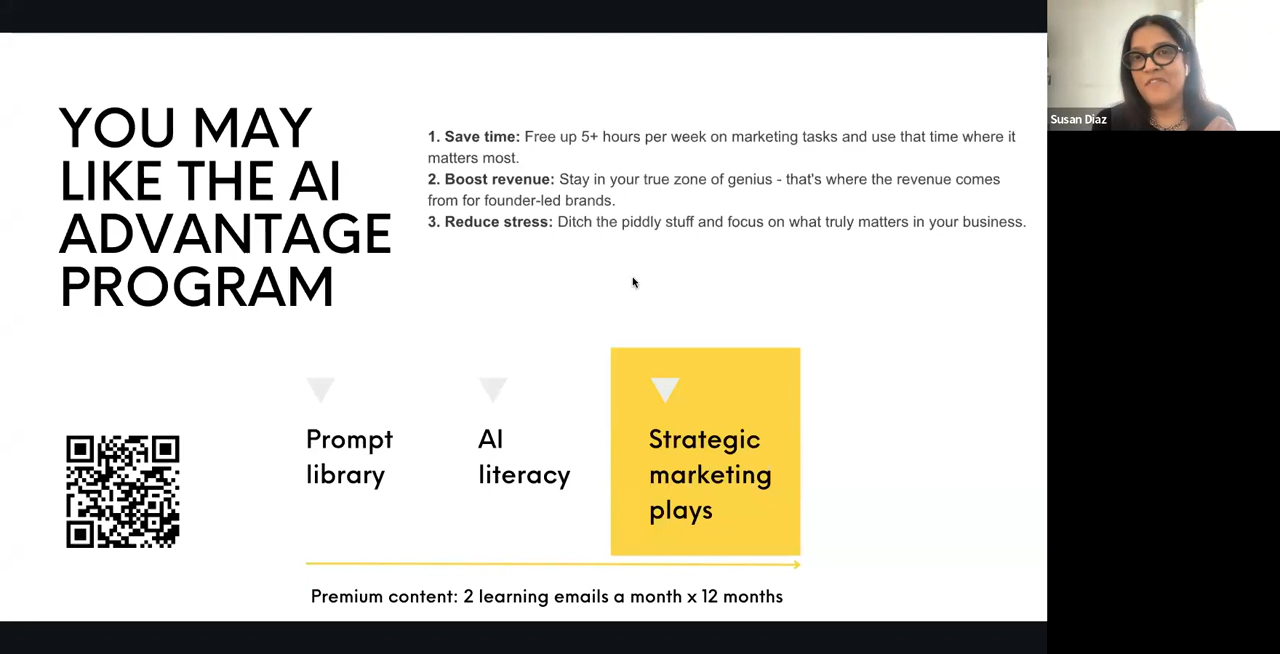 YOU MAY
LIKE THE AI
ADVANTAGE
PROGRAM
1. Save time: Free up 5+ hours per week on marketing tasks and use that time where it
matters most.
2. Boost revenue: Stay in your true zone of genius - that's where the revenue comes
from for founder-led brands.
3. Reduce stress: Ditch the piddly stuff and focus on what truly matters in your business.
Prompt
library
AI
literacy
Strategic
marketing
plays
Premium content: 2 learning emails a month x 12 months
Susan Diaz